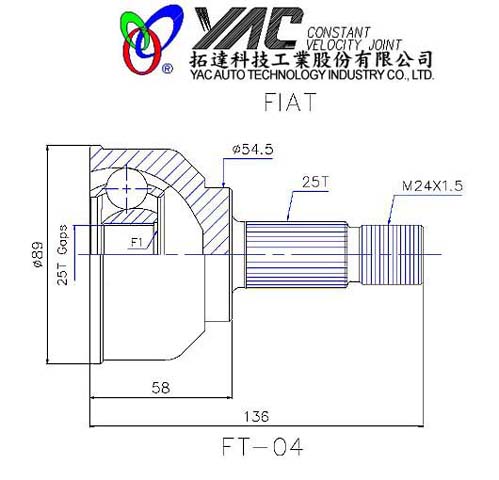 YAC CONSTANT
VELOCITY JOINT
拓達科技工業股份有限公司
YAC AUTO TECHNOLOGY INDUSTRY CO., LTD.
FIAT
ø54.5
25T
M24X1.5
ø89
25T Gaps
F1
58
136
FT-04